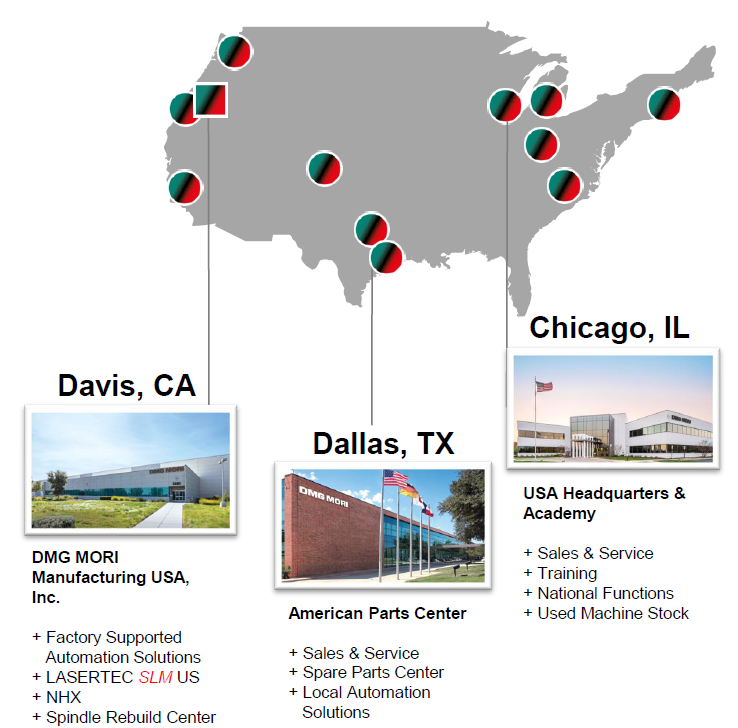 Chicago, IL
USA Headquarters &
Academy
+ Sales & Service
+ Training
+ National Functions
+ Used Machine Stock
Davis, CA
DMG MORI
Manufacturing USA,
Inc.
+ Factory Supported
Automation Solutions
+ LASERTEC SLM US
+ NHX
+ Spindle Rebuild Center
Dallas, TX
DMG MORI
American Parts Center
+ Sales & Service
+ Spare Parts Center
+ Local Automation
Solutions